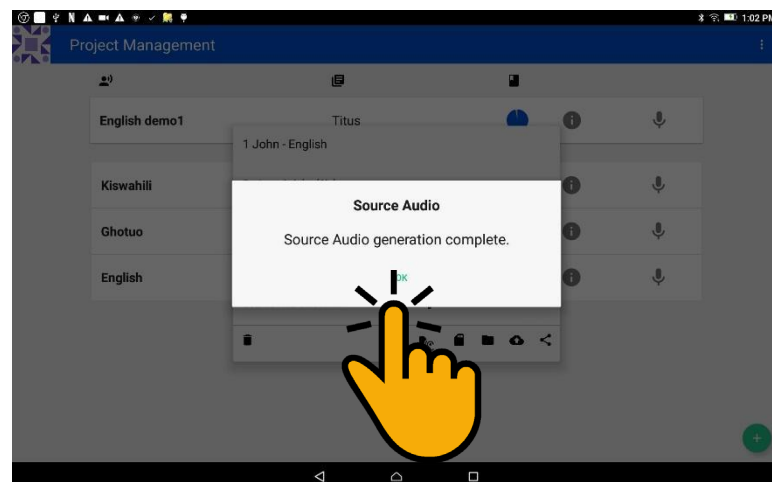 1:02 PM
Project Management
English demo1 Titus
1 John - English
Kiswahili
Source Audio
Ghotuo
Source Audio generation complete.
English
OK